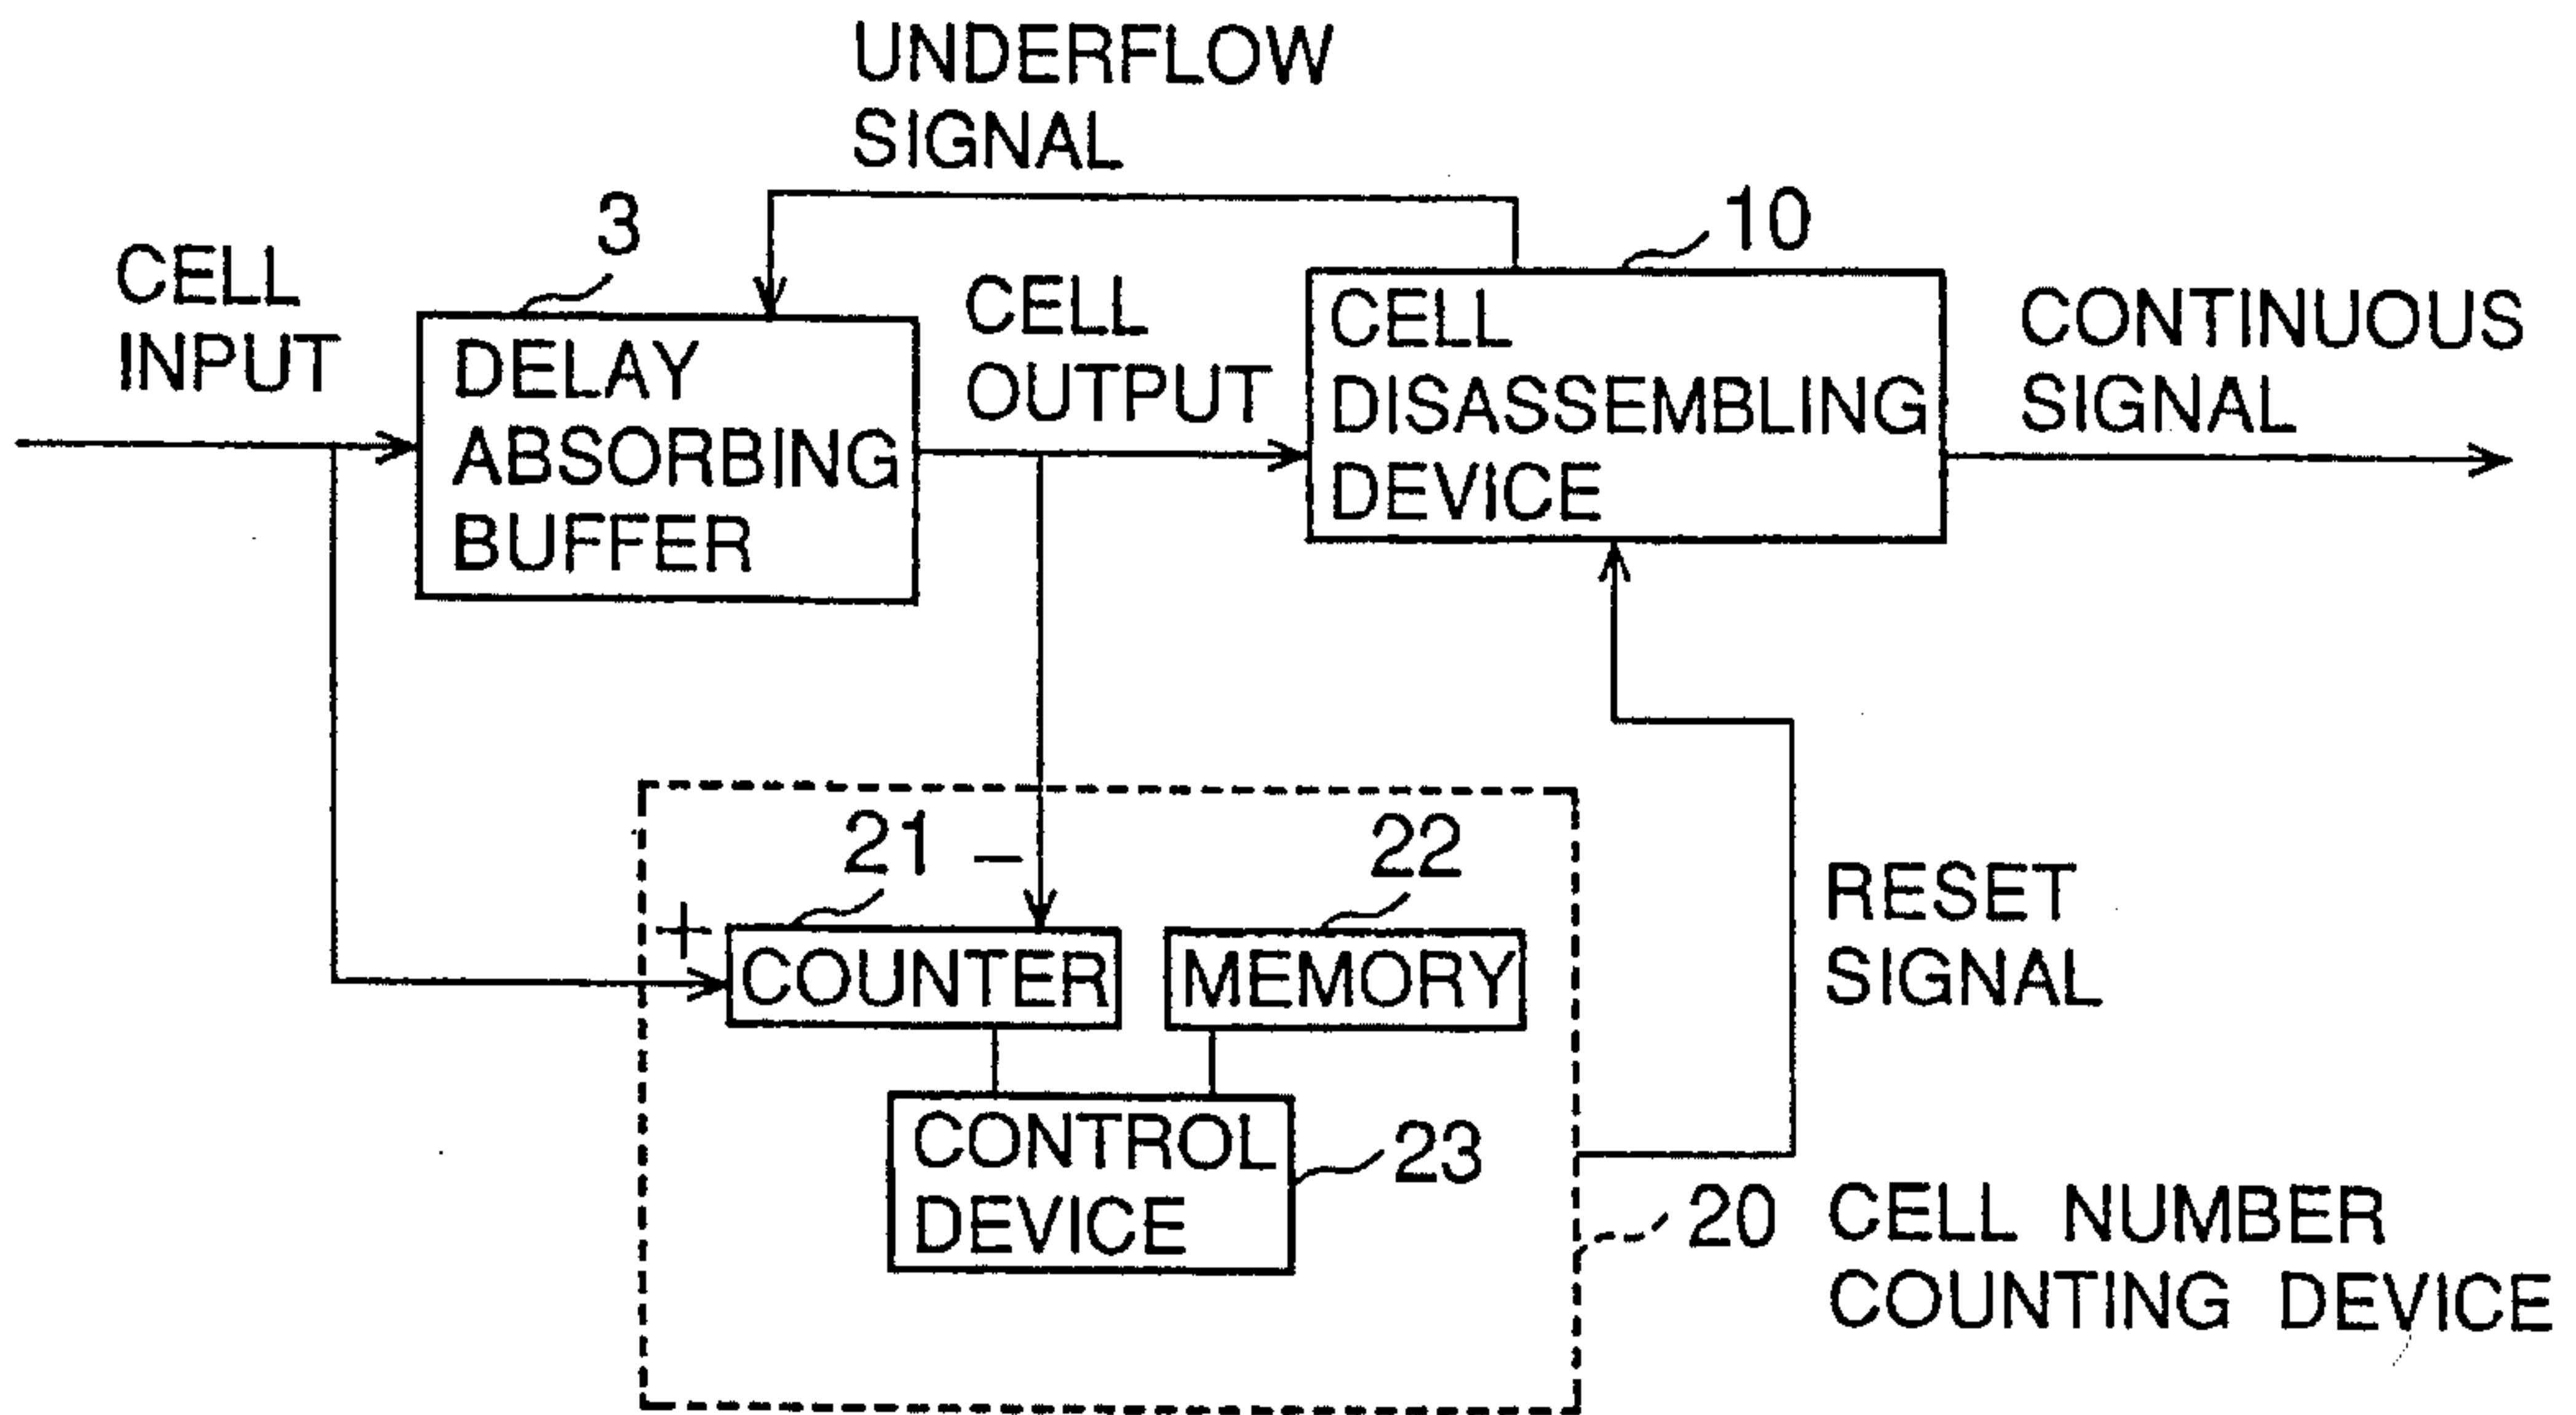 UNDERFLOW
SIGNAL
3
10
CELL
INPUT
DELAY
ABSORBING
BUFFER
CELL
OUTPUT
CELL
DISASSEMBLING
DEVICE
CONTINUOUS
SIGNAL
21
−
22
+
COUNTER
MEMORY
CONTROL
DEVICE
23
RESET
SIGNAL
20 CELL NUMBER
COUNTING DEVICE